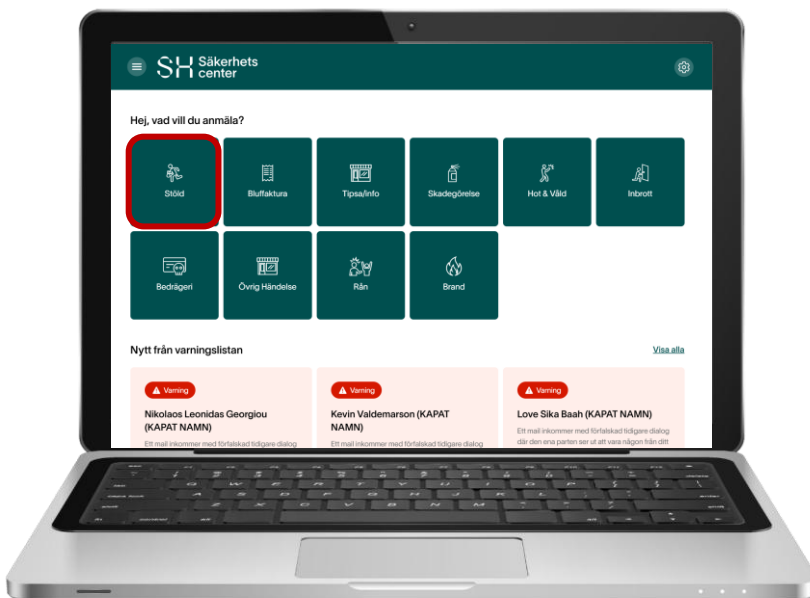 SH Säkerhets
center
Hej, vad vill du anmäla?
Stöld
Bluffaktura
Tipsa/info
Skadegörelse
Hot & Våld
Inbrott
Bedrägeri
Övrig Händelse
Rån
Brand
Nytt från varningslistan
Visa alla
Varning
Varning
Varning
Nikolaos Leonidas Georgiou
(KAPAT NAMN)
Kevin Valdemarson (KAPAT
NAMN)
Love Sika Baah (KAPAT NAMN)
Ett mail inkommer med förfalskad tidigare dialog
Ett mail inkommer med förfalskad tidigare dialog
Ett mail inkommer med förfalskad tidigare dialog
där den ena parten ser ut att vara någon från ditt